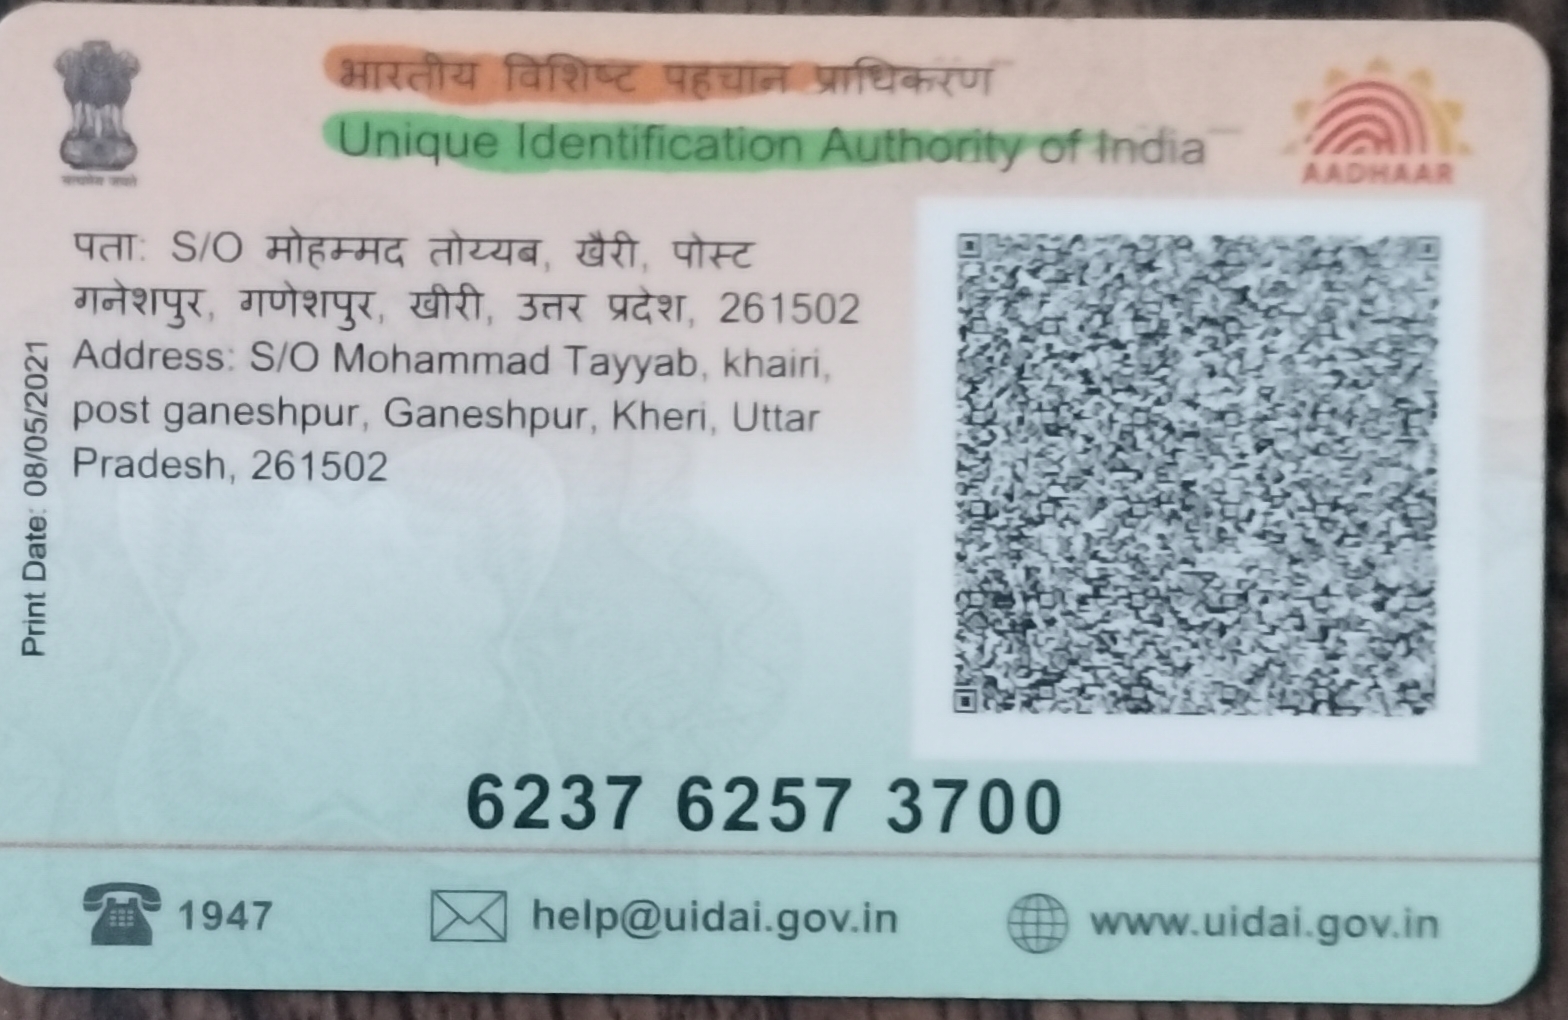 भारतीय विशिष्ट पहचान प्राधिकरण
Unique Identification Authority of India
AADHAAR
पता: S/O मोहम्मद तोय्यब, खैरी, पोस्ट
गनेशपुर, गणेशपुर, खीरी, उत्तर प्रदेश, 261502
Address: S/O Mohammad Tayyab, khairi,
post ganeshpur, Ganeshpur, Kheri, Uttar
Pradesh, 261502
Print Date: 08/05/2021
6237 6257 3700
1947
help@uidai.gov.in
www.uidai.gov.in